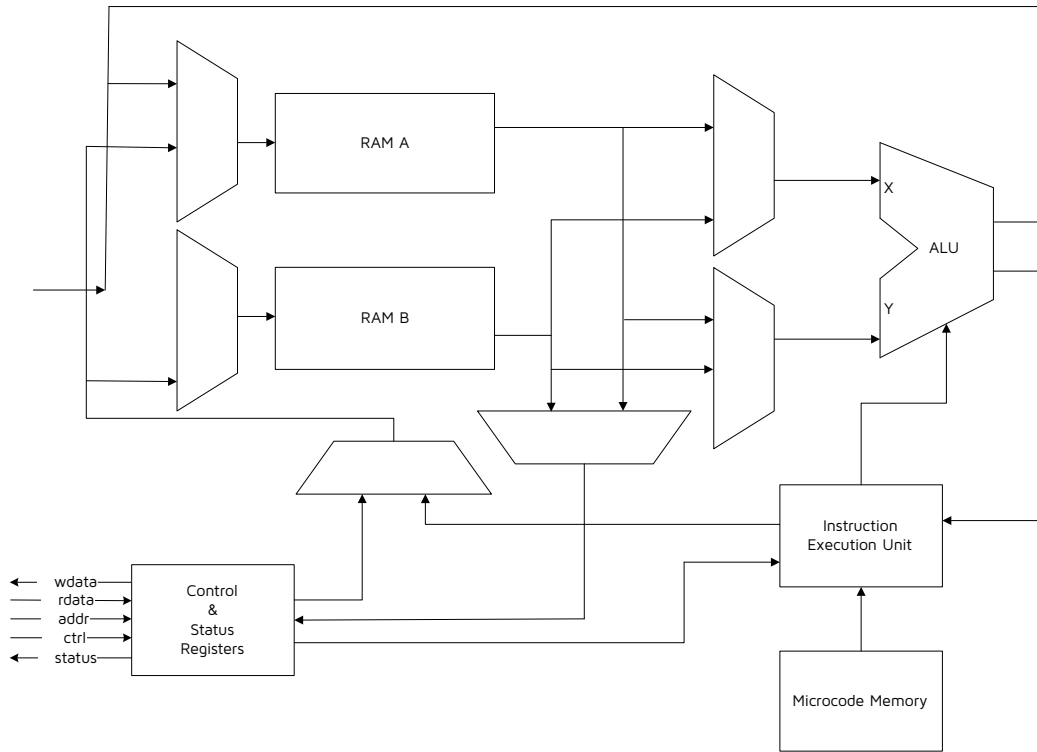 RAM A
X
ALU
RAM B
Y
Instruction
Execution Unit
wdata
rdata
addr
ctrl
status
Control
&
Status
Registers
Microcode Memory